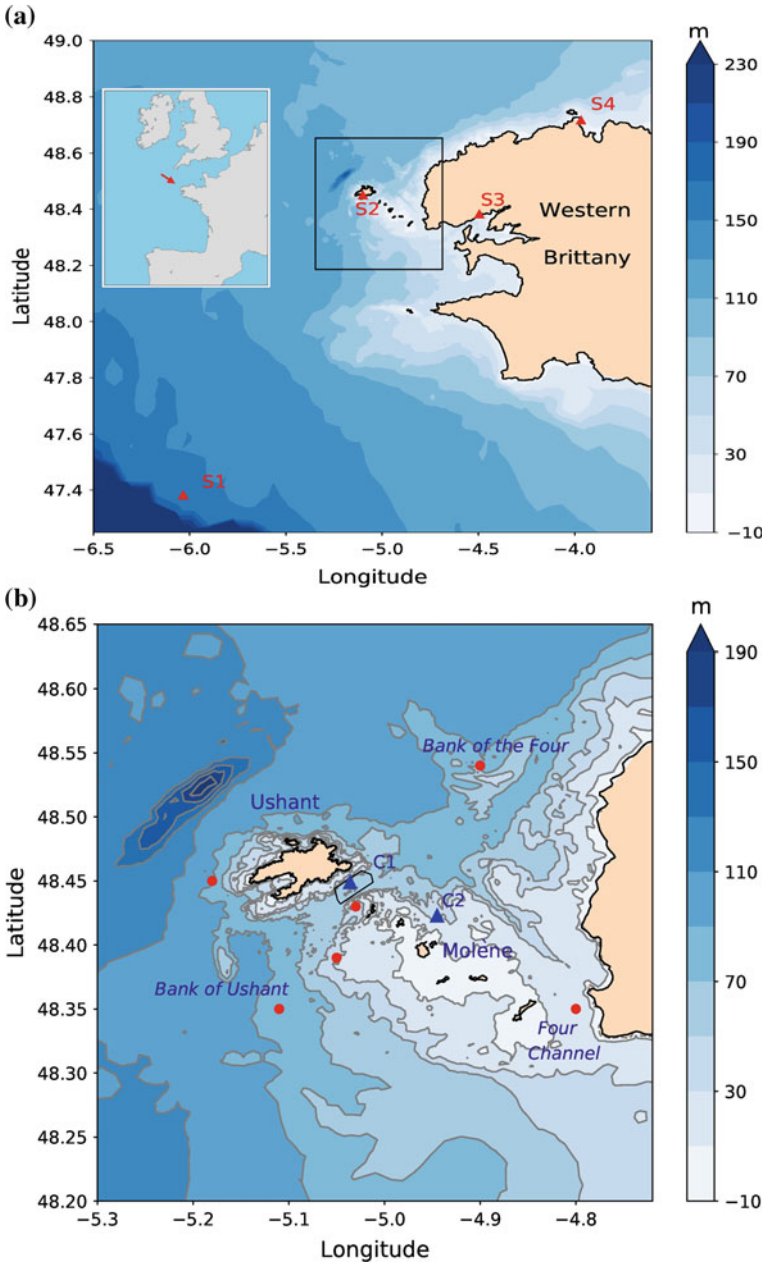 (a)
m
49.0
48.8
48.6
48.4
48.2
48.0
47.8
47.6
47.4
Latitude
−6.5
−6.0
−5.5
−5.0
−4.5
−4.0
Longitude
S4
S3
S2
S1
Western
Brittany
230
190
150
110
70
30
−10
(b)
m
48.65
48.60
48.55
48.50
48.45
48.40
48.35
48.30
48.25
48.20
Latitude
−5.3
−5.2
−5.1
−5.0
−4.9
−4.8
Longitude
Bank of the Four
Ushant
C1
C2
Molene
Bank of Ushant
Four
Channel
190
150
110
70
30
−10